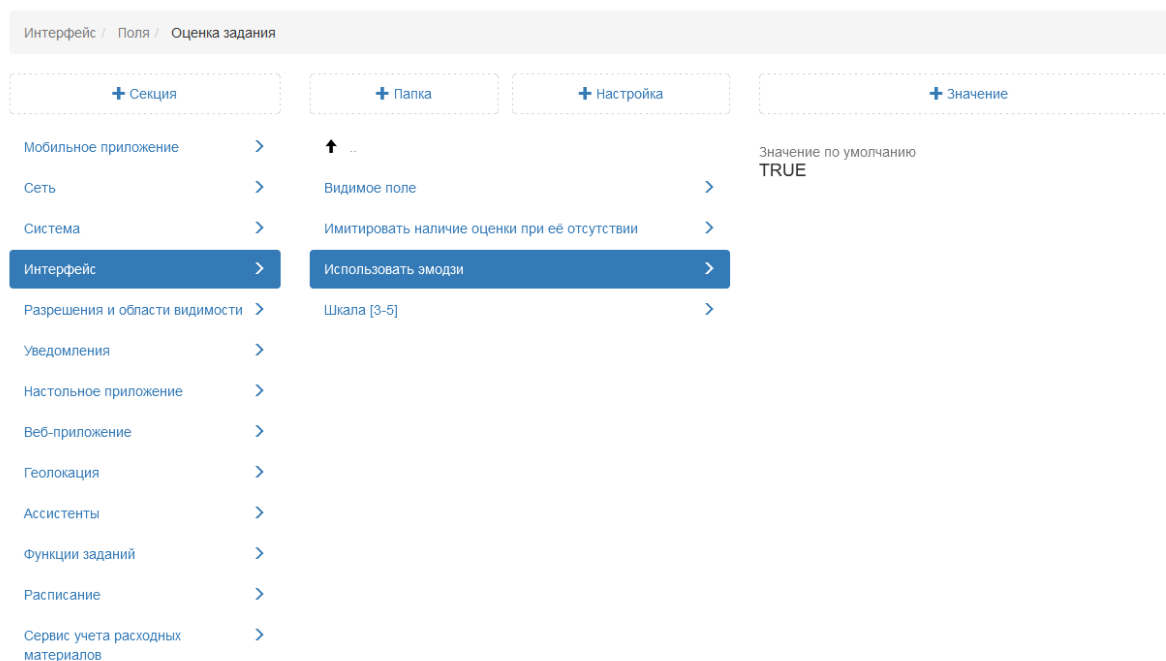 Интерфейс / Поля / Оценка задания
+ Секция
+ Папка
+ Настройка
+ Значение
Мобильное приложение
Сеть
Система
Интерфейс
Разрешения и области видимости
Уведомления
Настольное приложение
Веб-приложение
Геолокация
Ассистенты
Функции заданий
Расписание
Сервис учета расходных
материалов
..
Видимое поле
Имитировать наличие оценки при её отсутствии
Использовать эмодзи
Шкала [3-5]
Значение по умолчанию
TRUE